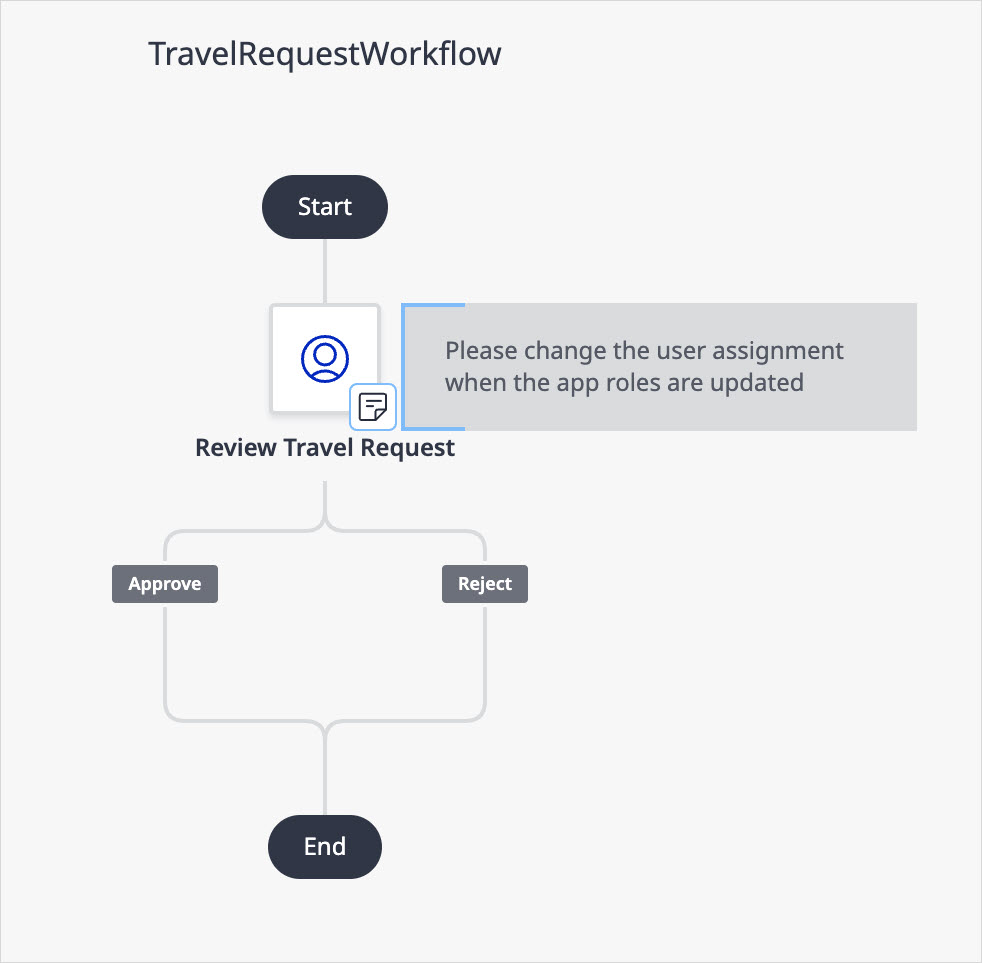 TravelRequestWorkflow
Start
Please change the user assignment
when the app roles are updated
Review Travel Request
Approve
Reject
End